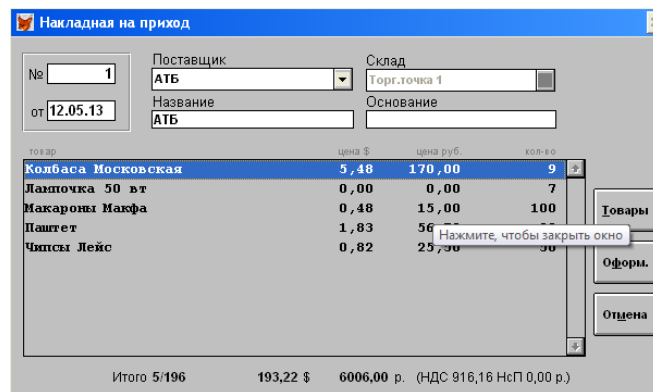 Накладная на приход
Поставщик Склад
№ 1 АТБ Торг.точка 1
от 12.05.13 Название Основание
АТБ
товар цена $ цена руб. кол-во
Колбаса Московская 5,48 170,00 9
Лампочка 50 вт 0,00 0,00 7
Макароны Макфа 0,48 15,00 100
Паштет 1,83
Чипсы Лейс 0,82
Нажмите, чтобы закрыть окно
Товары
Оформ.
Отмена
Итого 5/196 193,22 $ 6006,00 р. (НДС 916,16 НсП 0,00 р.)